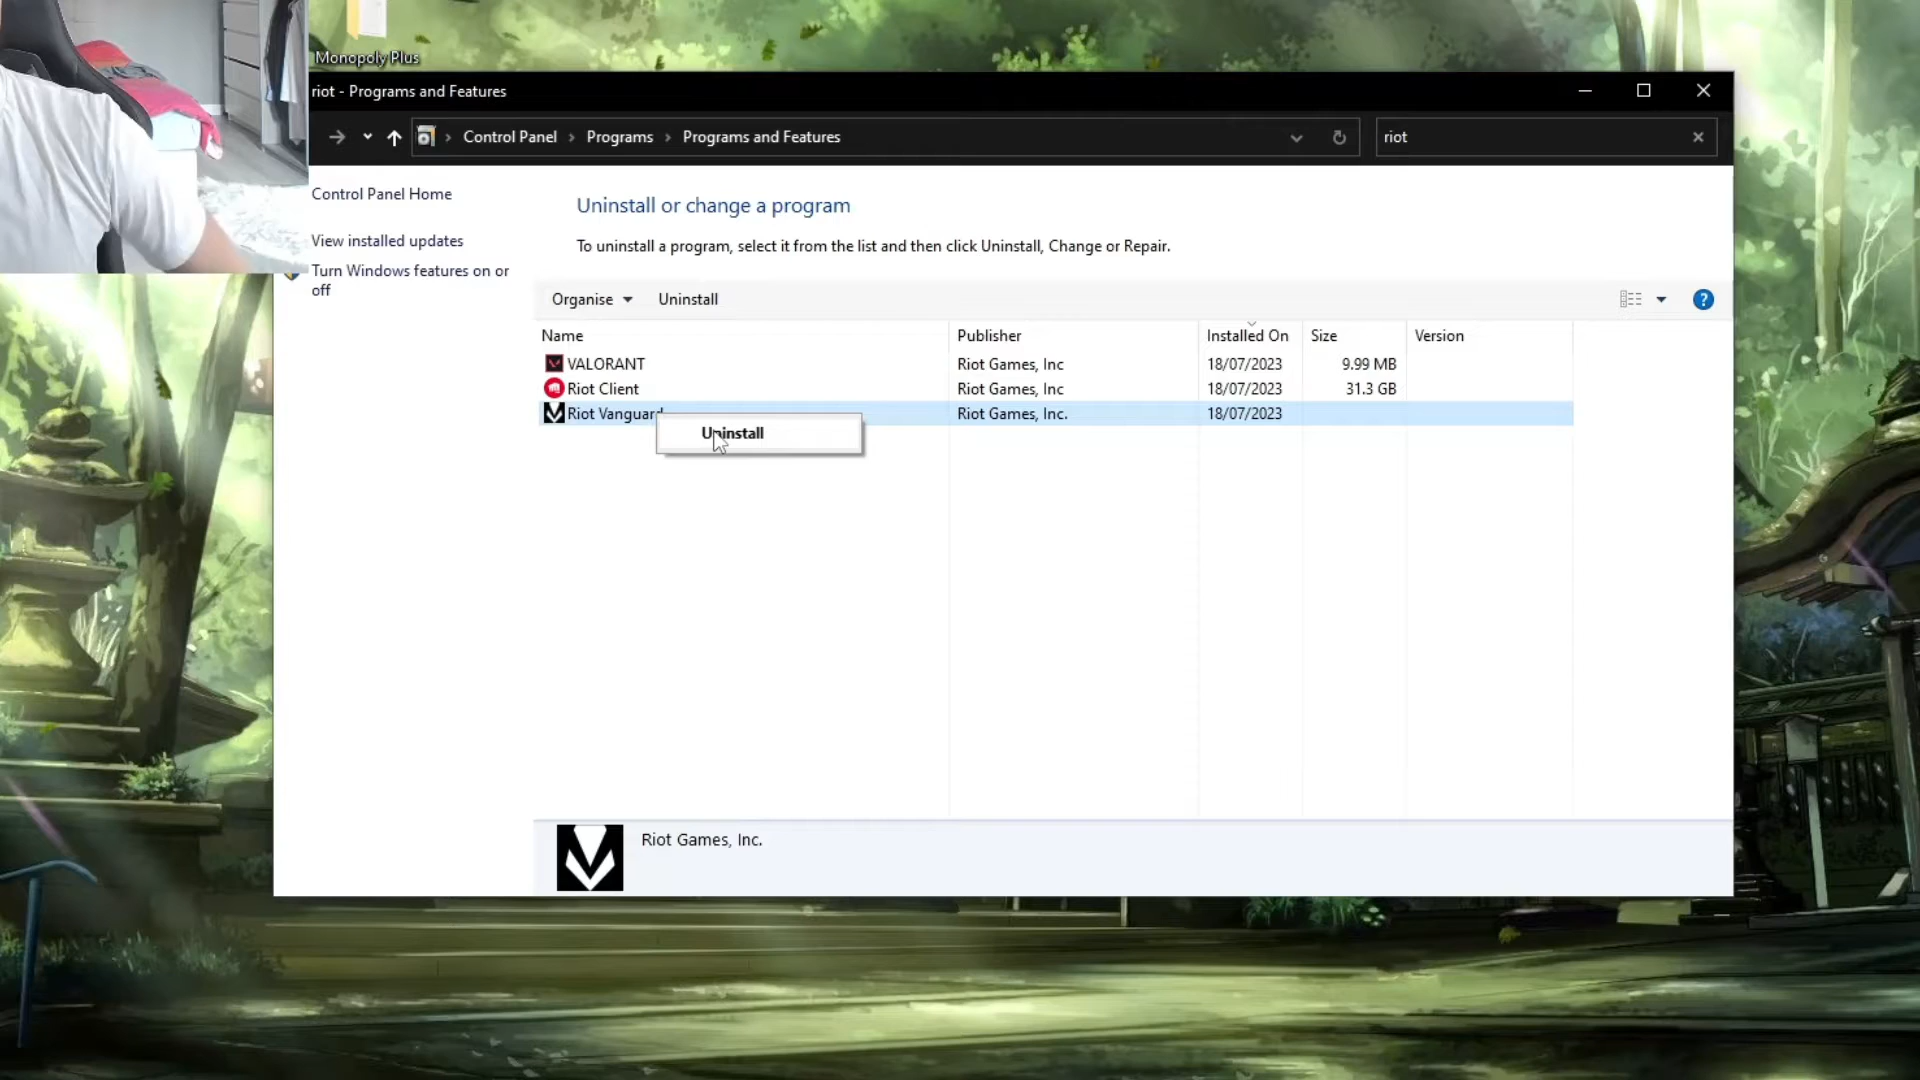 Monopoly Plus
riot - Programs and Features
Control Panel
Programs
Programs and Features
riot
Control Panel Home
View installed updates
Turn Windows features on or
off
Uninstall or change a program
To uninstall a program, select it from the list and then click Uninstall, Change or Repair.
Organise
Uninstall
Name Publisher Installed On Size Version
VALORANT Riot Games, Inc 18/07/2023 9.99 MB
Riot Client Riot Games, Inc 18/07/2023 31.3 GB
Riot Vanguard Riot Games, Inc. 18/07/2023
Uninstall
Riot Games, Inc.